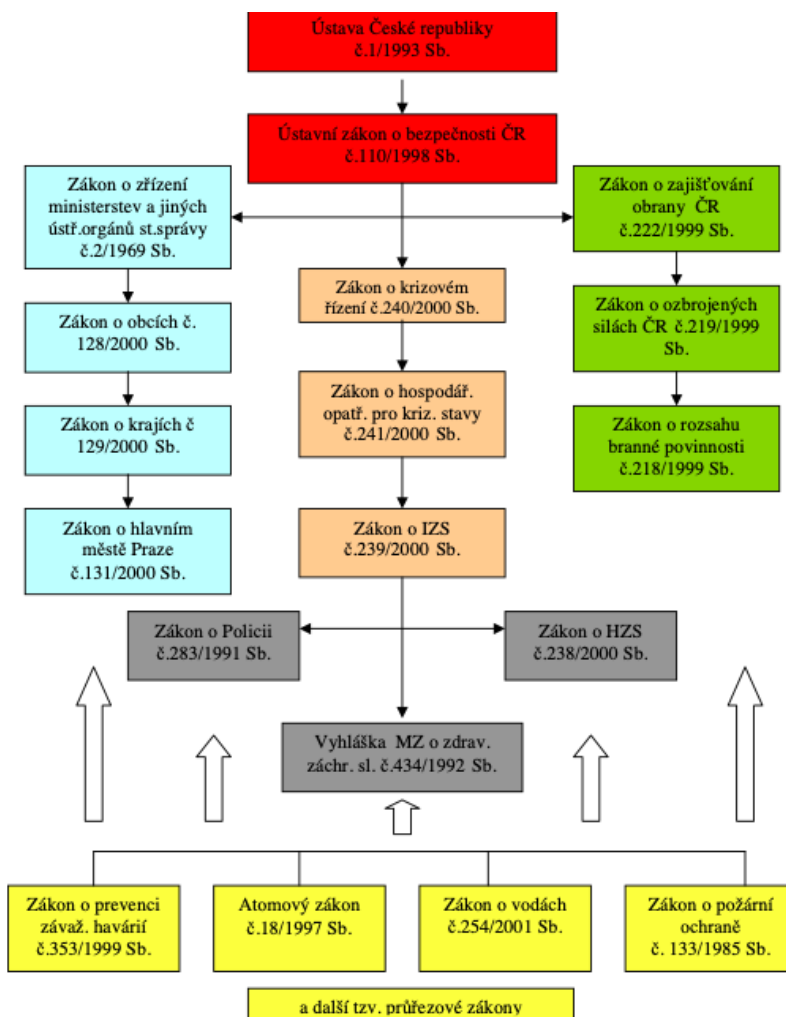 Ústava České republiky
č.1/1993 Sb.
Ústavní zákon o bezpečnosti ČR
č.110/1998 Sb.
Zákon o zřízení
ministerstev a jiných
ústř.orgánů st.správy
č.2/1969 Sb.
Zákon o zajišťování
obrany ČR
č.222/1999 Sb.
Zákon o krizovém
řízení č.240/2000 Sb.
Zákon o obcích č.
128/2000 Sb.
Zákon o ozbrojených
silách ČR č.219/1999
Sb.
Zákon o hospodář.
opatř. pro kriz. stavy
č.241/2000 Sb.
Zákon o krajích č
129/2000 Sb.
Zákon o rozsahu
branné povinnosti
č.218/1999 Sb.
Zákon o hlavním
městě Praze
č.131/2000 Sb.
Zákon o IZS
č.239/2000 Sb.
Zákon o Policii
č.283/1991 Sb.
Zákon o HZS
č.238/2000 Sb.
Vyhláška MZ o zdrav.
záchr. sl. č.434/1992 Sb.
Zákon o prevenci
závaž. havárií
č.353/1999 Sb.
Atomový zákon
č.18/1997 Sb.
Zákon o vodách
č.254/2001 Sb.
Zákon o požární
ochraně
č. 133/1985 Sb.
a další tzv. průřezové zákony